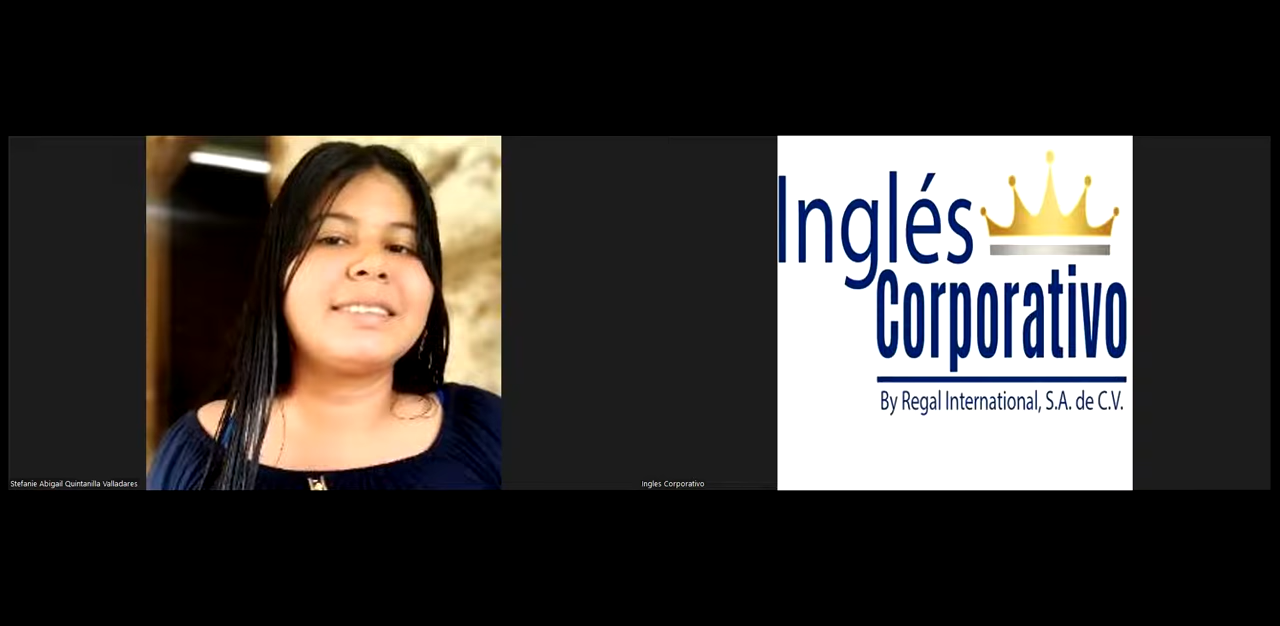 Inglés
Corporativo
By Regal International, S.A. de C.V.
Stefanie Abigail Quintanilla Valladares
Ingles Corporativo